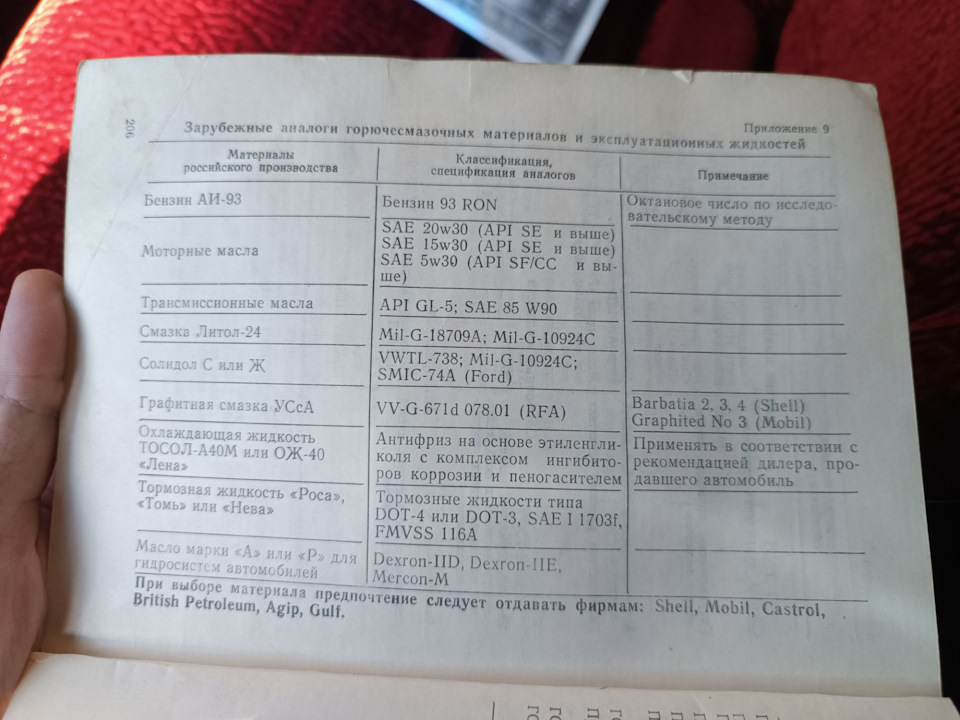 206
Приложение 9
Зарубежные аналоги горючесмазочных материалов и эксплуатационных жидкостей
Материалы
российского производства
Классификация,
спецификация аналогов
Примечание
Бензин АИ-93
Бензин 93 RON
Октановое число по исследо-
вательскому методу
Моторные масла
SAE 20w30 (API SE и выше)
SAE 15w30 (API SE и выше)
SAE 5w30 (API SF/CC и вы-
ше)
Трансмиссионные масла
API GL-5; SAE 85 W90
Смазка Литол-24
Mil-G-18709A; Mil-G-10924C
Солидол С или Ж
VWTL-738; Mil-G-10924C;
SMIC-74A (Ford)
Графитная смазка УСсА
VV-G-671d 078.01 (RFA)
Barbatia 2, 3, 4 (Shell)
Graphited No 3 (Mobil)
Охлаждающая жидкость
ТОСОЛ-А40М или ОЖ-40
«Лена»
Антифриз на основе этиленгли-
коля с комплексом ингибито-
ров коррозии и пеногасителем
Применять в соответствии с
рекомендацией дилера, про-
давшего автомобиль
Тормозная жидкость «Роса»,
«Томь» или «Нева»
Тормозные жидкости типа
DOT-4 или DOT-3, SAE I 1703f,
FMVSS 116A
Масло марки «А» или «Р» для
гидросистем автомобилей
Dexron-IID, Dexron-IIE,
Mercon-M
При выборе материала предпочтение следует отдавать фирмам: Shell, Mobil, Castrol,
British Petroleum, Agip, Gulf.